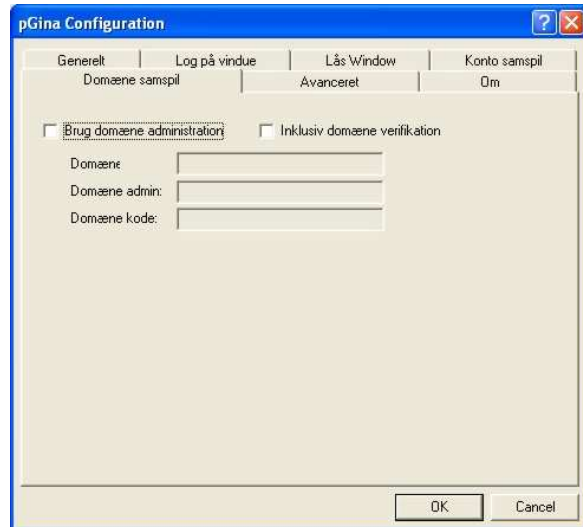 pGina Configuration
Generelt Log på vindue Lås Window Konto samspil
Domæne samspil Avanceret Om
Brug domæne administration Inklusiv domæne verifikation
Domæne
Domæne admin:
Domæne kode:
OK Cancel